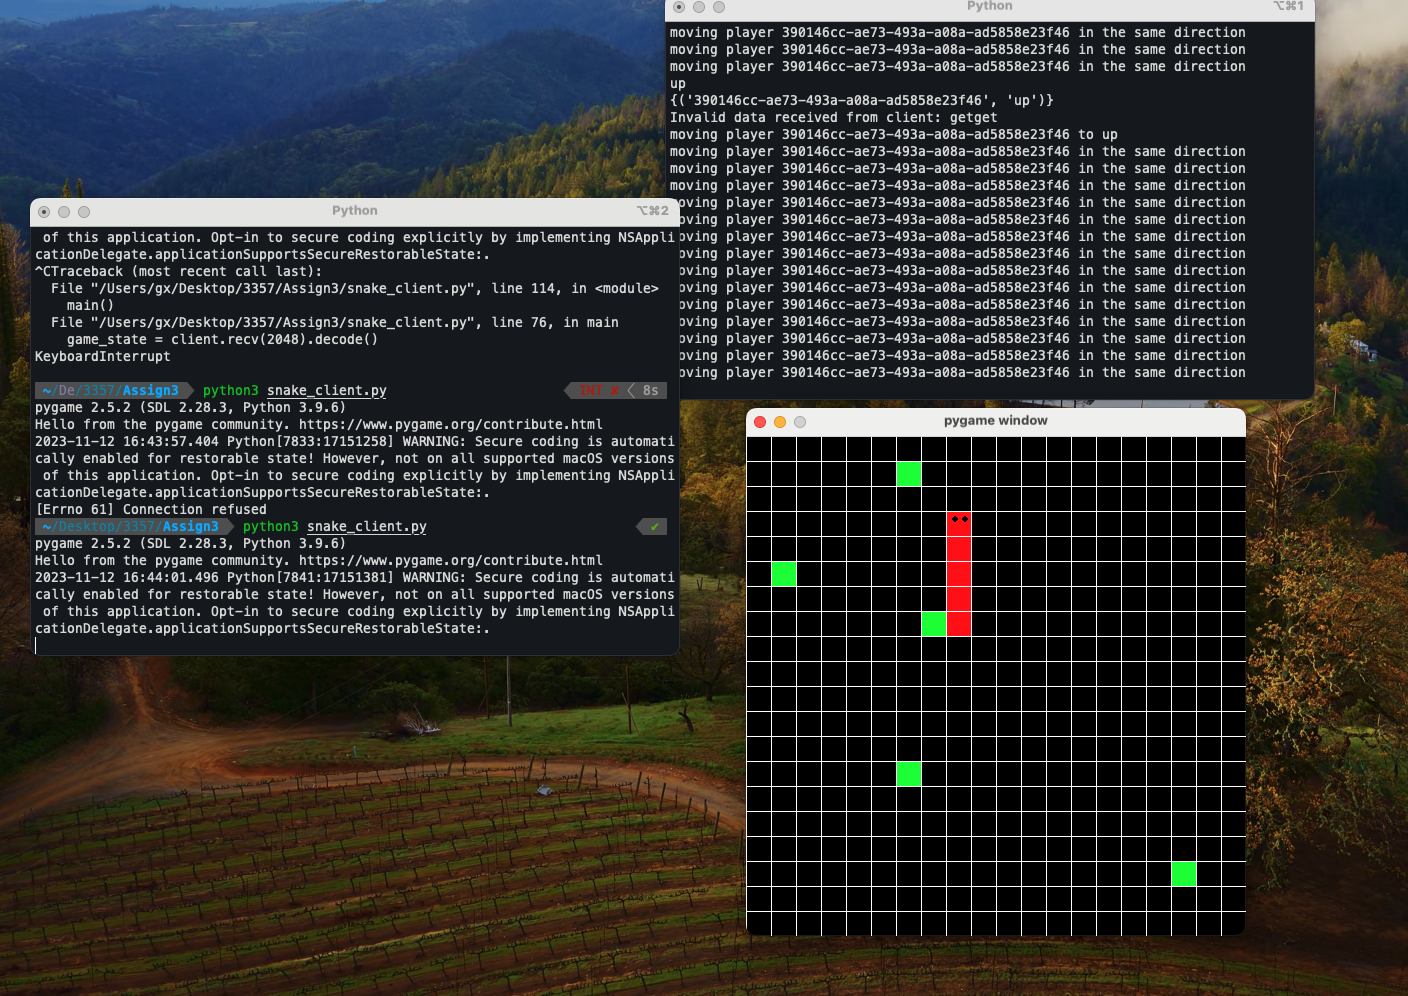 Python
⌥⌘1
moving player 390146cc-ae73-493a-a08a-ad5858e23f46 in the same direction
moving player 390146cc-ae73-493a-a08a-ad5858e23f46 in the same direction
moving player 390146cc-ae73-493a-a08a-ad5858e23f46 in the same direction
up
{('390146cc-ae73-493a-a08a-ad5858e23f46', 'up')}
Invalid data received from client: getget
moving player 390146cc-ae73-493a-a08a-ad5858e23f46 to up
moving player 390146cc-ae73-493a-a08a-ad5858e23f46 in the same direction
moving player 390146cc-ae73-493a-a08a-ad5858e23f46 in the same direction
moving player 390146cc-ae73-493a-a08a-ad5858e23f46 in the same direction
oving player 390146cc-ae73-493a-a08a-ad5858e23f46 in the same direction
oving player 390146cc-ae73-493a-a08a-ad5858e23f46 in the same direction
oving player 390146cc-ae73-493a-a08a-ad5858e23f46 in the same direction
oving player 390146cc-ae73-493a-a08a-ad5858e23f46 in the same direction
oving player 390146cc-ae73-493a-a08a-ad5858e23f46 in the same direction
oving player 390146cc-ae73-493a-a08a-ad5858e23f46 in the same direction
oving player 390146cc-ae73-493a-a08a-ad5858e23f46 in the same direction
oving player 390146cc-ae73-493a-a08a-ad5858e23f46 in the same direction
oving player 390146cc-ae73-493a-a08a-ad5858e23f46 in the same direction
oving player 390146cc-ae73-493a-a08a-ad5858e23f46 in the same direction
oving player 390146cc-ae73-493a-a08a-ad5858e23f46 in the same direction
Python
⌥⌘2
of this application. Opt-in to secure coding explicitly by implementing NSAppli
cationDelegate.applicationSupportsSecureRestorableState:.
^CTraceback (most recent call last):
File "/Users/gx/Desktop/3357/Assign3/snake_client.py", line 114, in <module>
main()
File "/Users/gx/Desktop/3357/Assign3/snake_client.py", line 76, in main
game_state = client.recv(2048).decode()
KeyboardInterrupt
~/De/3357/Assign3 python3 snake_client.py INT ✘ 8s
pygame 2.5.2 (SDL 2.28.3, Python 3.9.6)
Hello from the pygame community. https://www.pygame.org/contribute.html
2023-11-12 16:43:57.404 Python[7833:17151258] WARNING: Secure coding is automati
cally enabled for restorable state! However, not on all supported macOS versions
of this application. Opt-in to secure coding explicitly by implementing NSAppli
cationDelegate.applicationSupportsSecureRestorableState:.
[Errno 61] Connection refused
~/Desktop/3357/Assign3 python3 snake_client.py ✔
pygame 2.5.2 (SDL 2.28.3, Python 3.9.6)
Hello from the pygame community. https://www.pygame.org/contribute.html
2023-11-12 16:44:01.496 Python[7841:17151381] WARNING: Secure coding is automati
cally enabled for restorable state! However, not on all supported macOS versions
of this application. Opt-in to secure coding explicitly by implementing NSAppli
cationDelegate.applicationSupportsSecureRestorableState:.
pygame window